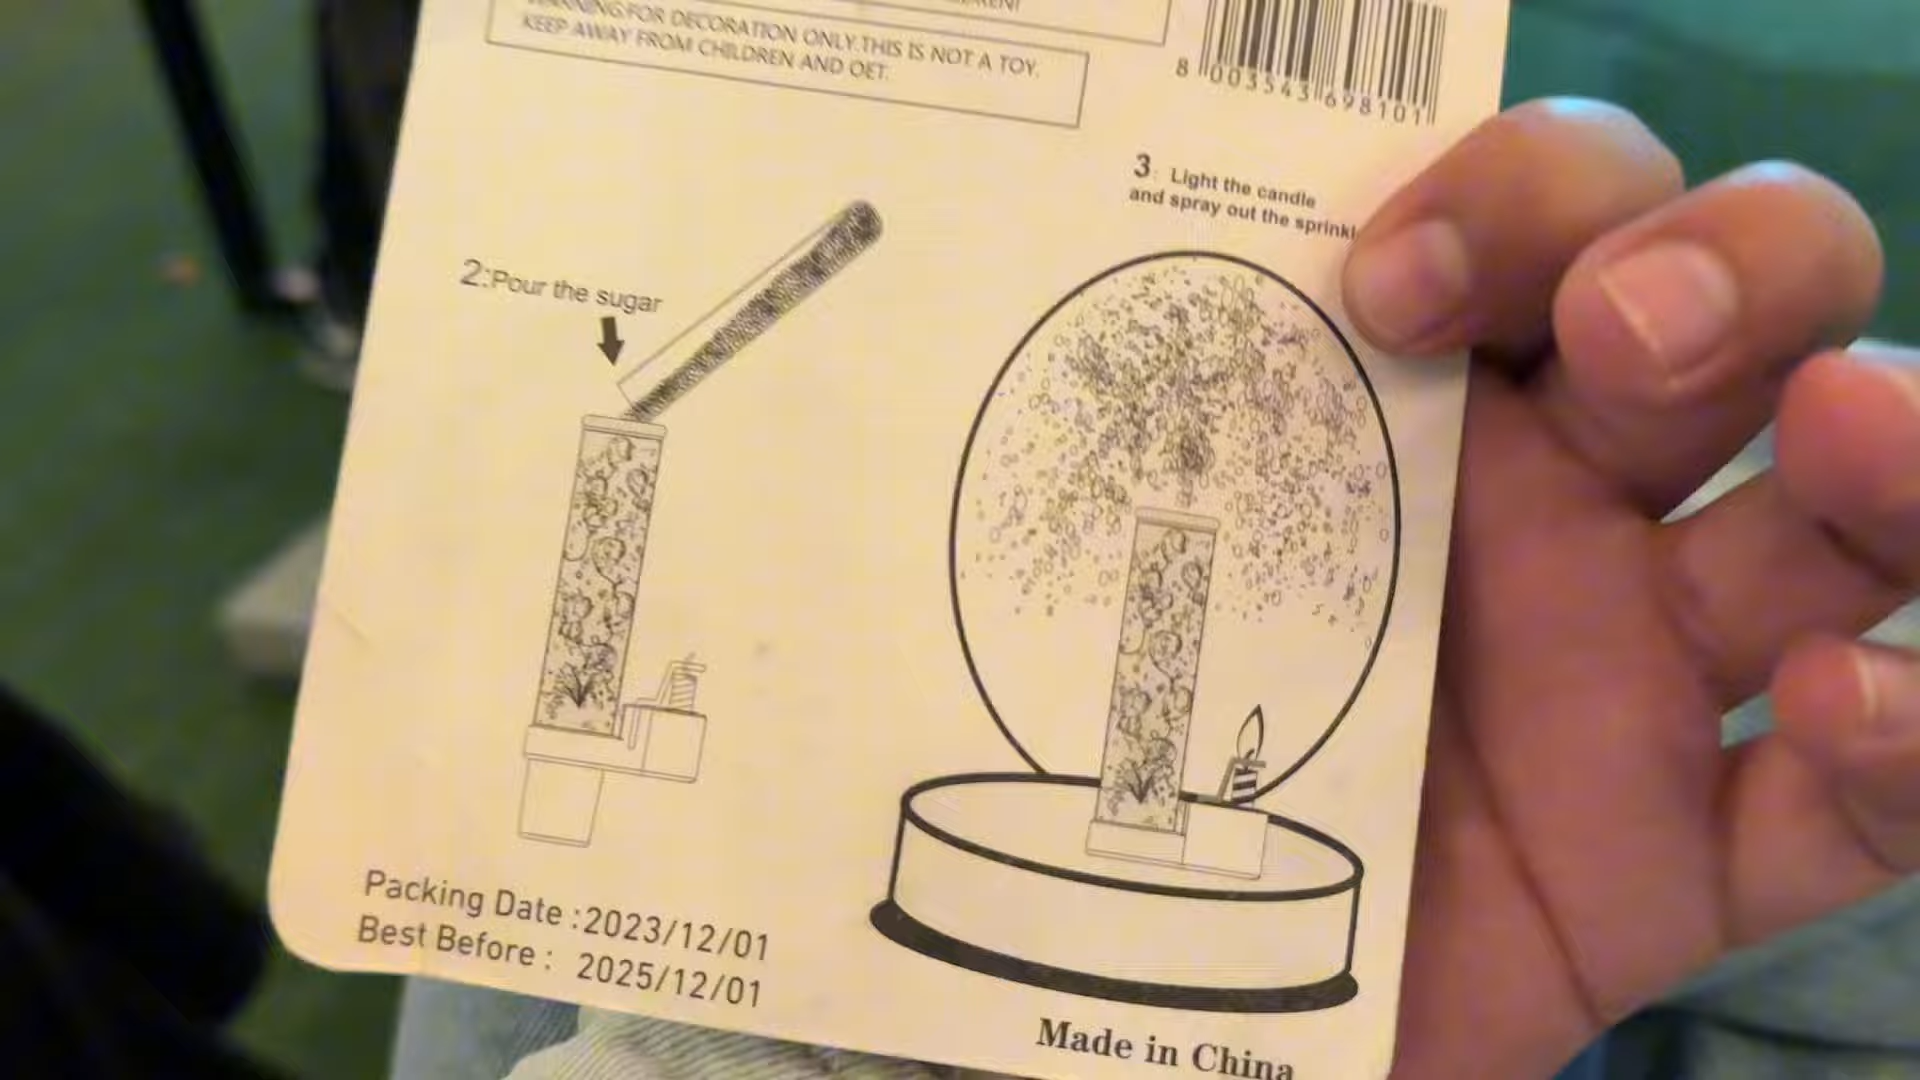 WARNING:FOR DECORATION ONLY.THIS IS NOT A TOY.
KEEP AWAY FROM CHILDREN AND OET.
8 003543 698101
3 Light the candle
and spray out the
2:Pour the sugar
Packing Date :2023/12/01
Best Before : 2025/12/01
Made in China